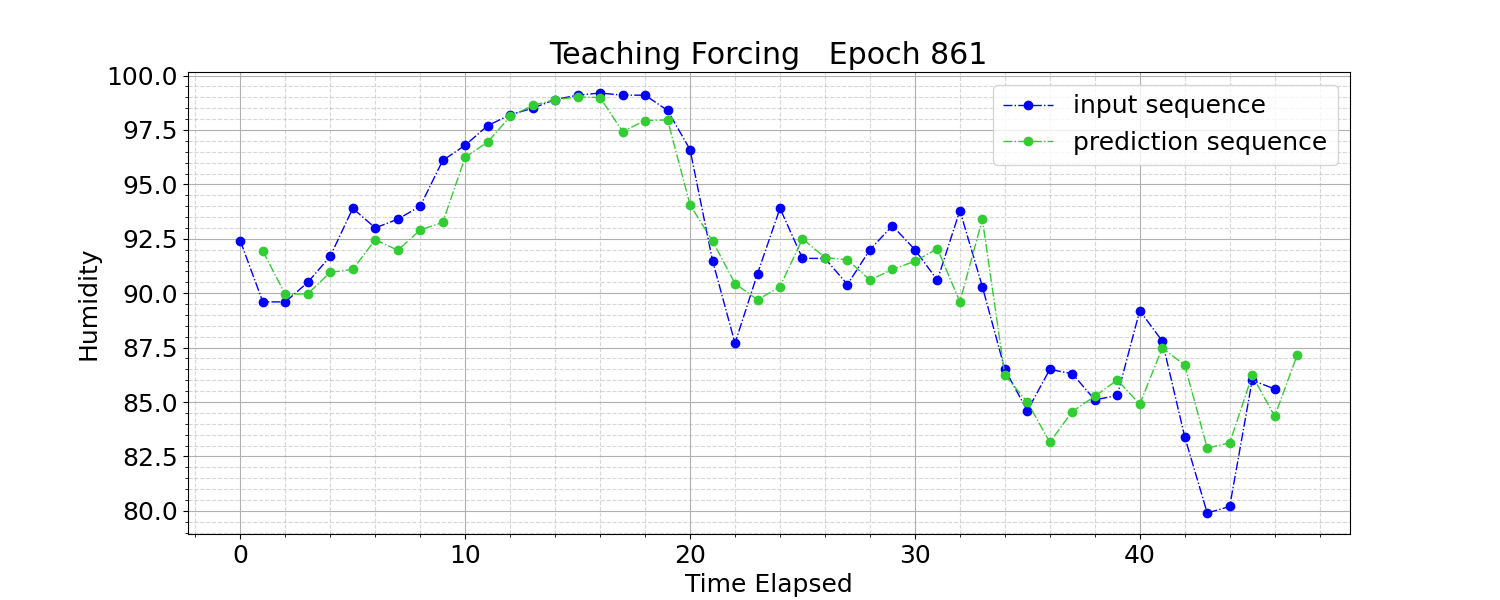 Teaching Forcing   Epoch 861
100.0
97.5
95.0
92.5
90.0
87.5
85.0
82.5
80.0
Humidity
input sequence
prediction sequence
0 10 20 30 40
Time Elapsed